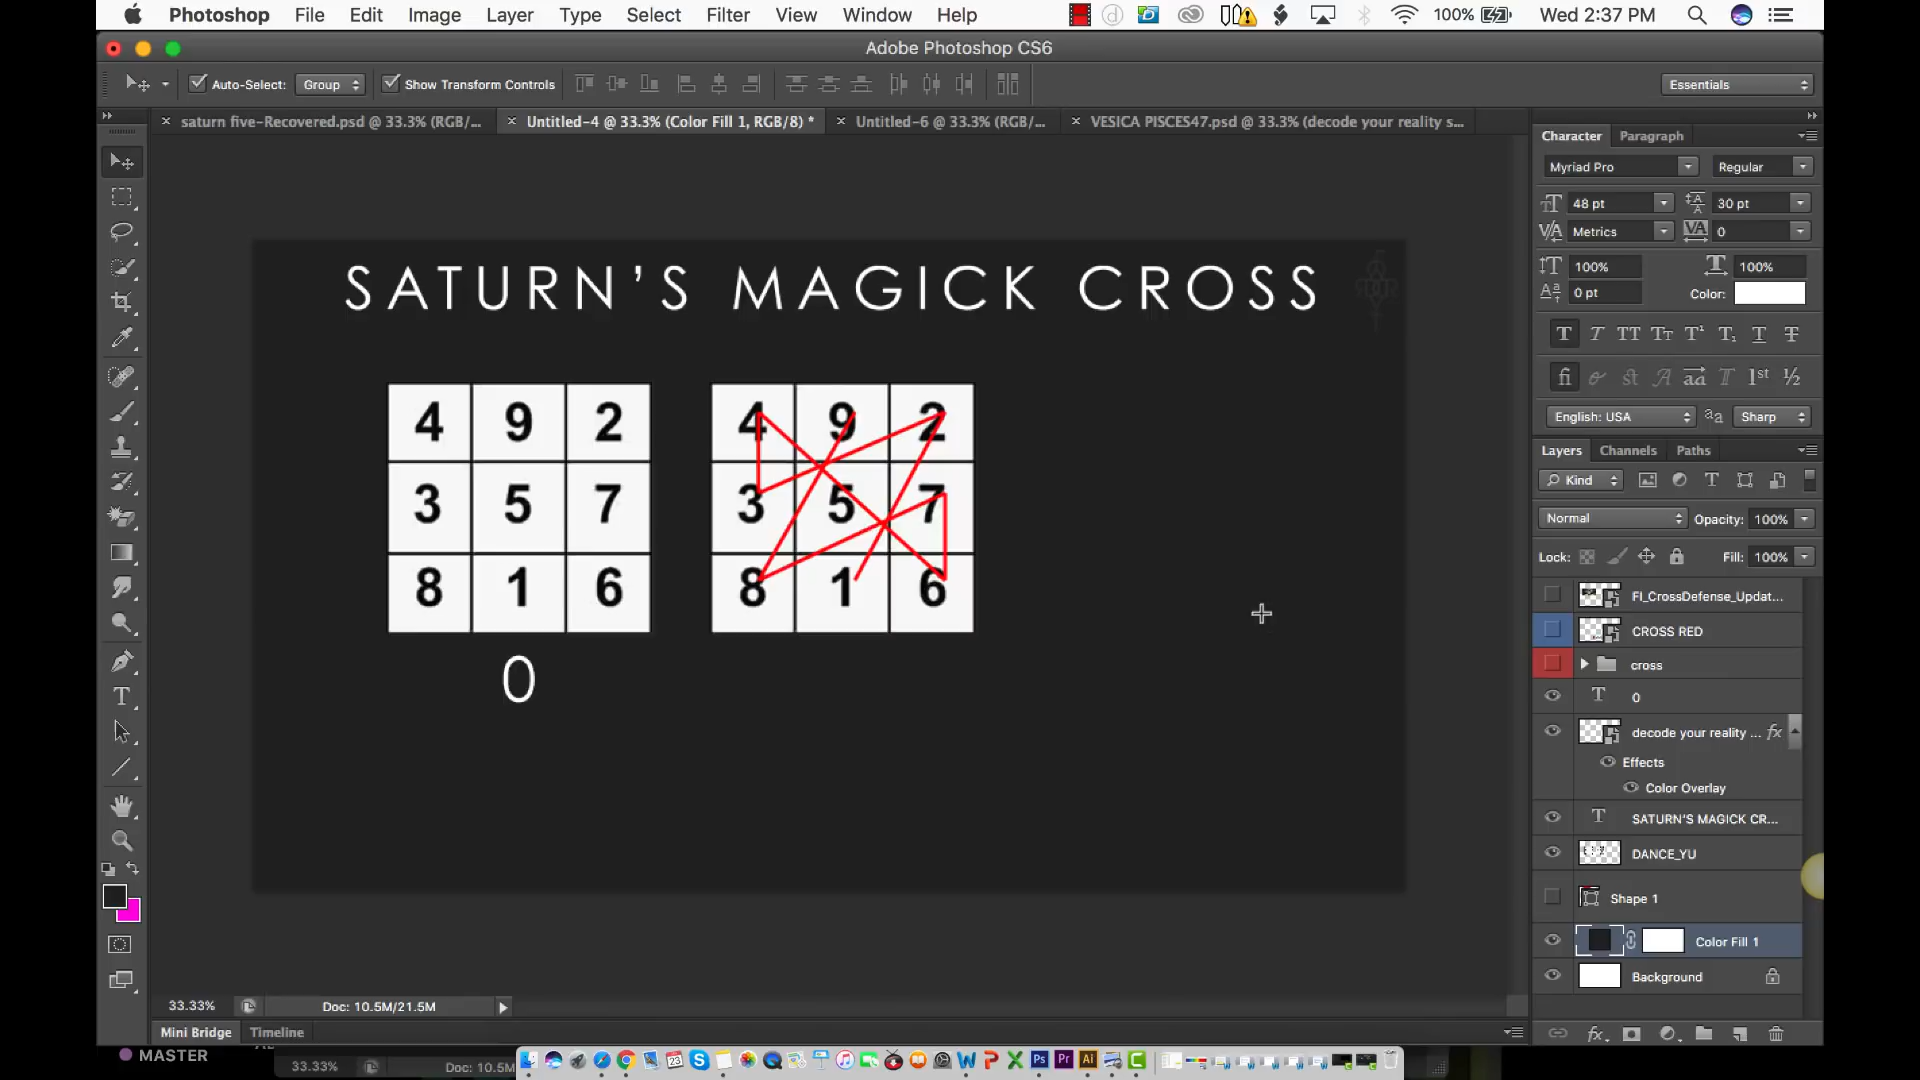 Photoshop File Edit Image Layer Type Select Filter View Window Help 100% Wed 2:37 PM
Adobe Photoshop CS6
Auto-Select: Group Show Transform Controls Essentials
saturn five-Recovered.psd @ 33.3% (RGB/... Untitled-4 @ 33.3% (Color Fill 1, RGB/8) * Untitled-6 @ 33.3% (RGB/... VESICA PISCES47.psd @ 33.3% (decode your reality s...
SATURN'S MAGICK CROSS
4 9 2
3 5 7
8 1 6
4 9 2
3 5 7
8 1 6
0
Character Paragraph
Myriad Pro Regular
48 pt 30 pt
Metrics 0
100% 100%
0 pt Color:
English: USA Sharp
Layers Channels Paths
Kind
Normal Opacity: 100%
Lock: Fill: 100%
FI_CrossDefense_Updat...
CROSS RED
cross
0
decode your reality ... fx
Effects
Color Overlay
SATURN'S MAGICK CR...
DANCE_YU
Shape 1
Color Fill 1
Background
33.33% Doc: 10.5M/21.5M
Mini Bridge Timeline
MASTER
33.33% Doc: 10.5M